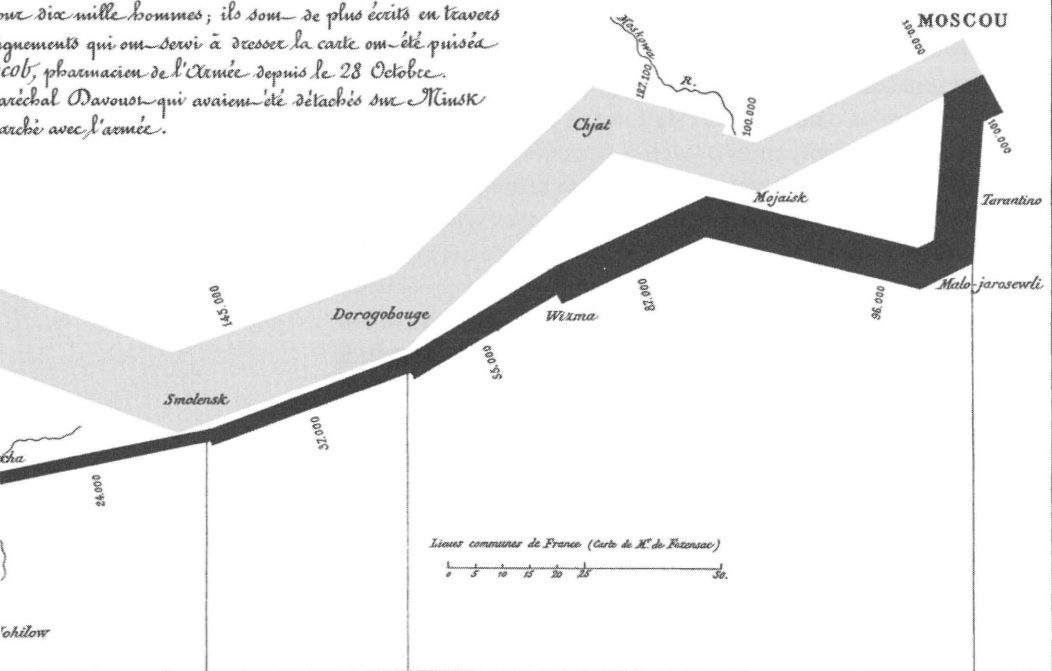 our dix mille hommes; ils sont de plus écrits en travers
ignements qui ont servi à dresser la carte ont été puisés
cob, pharmacien de l'Armée depuis le 28 Octobre.
aréchal Davoust qui avaient été détachés sur Minsk
arché avec l'armée.
MOSCOU
100.000
Moskowa
R.
127.100
100.000
Chjat
100.000
Mojaisk
Tarantino
Malo-jarosewli
96.000
87.000
Wizma
55.000
145.000
Dorogobouge
Smolensk
37.000
cha
24.000
Lieues communes de France (Carte de Mr. de Fezensac)
0 5 10 15 20 25 50.
ohilow